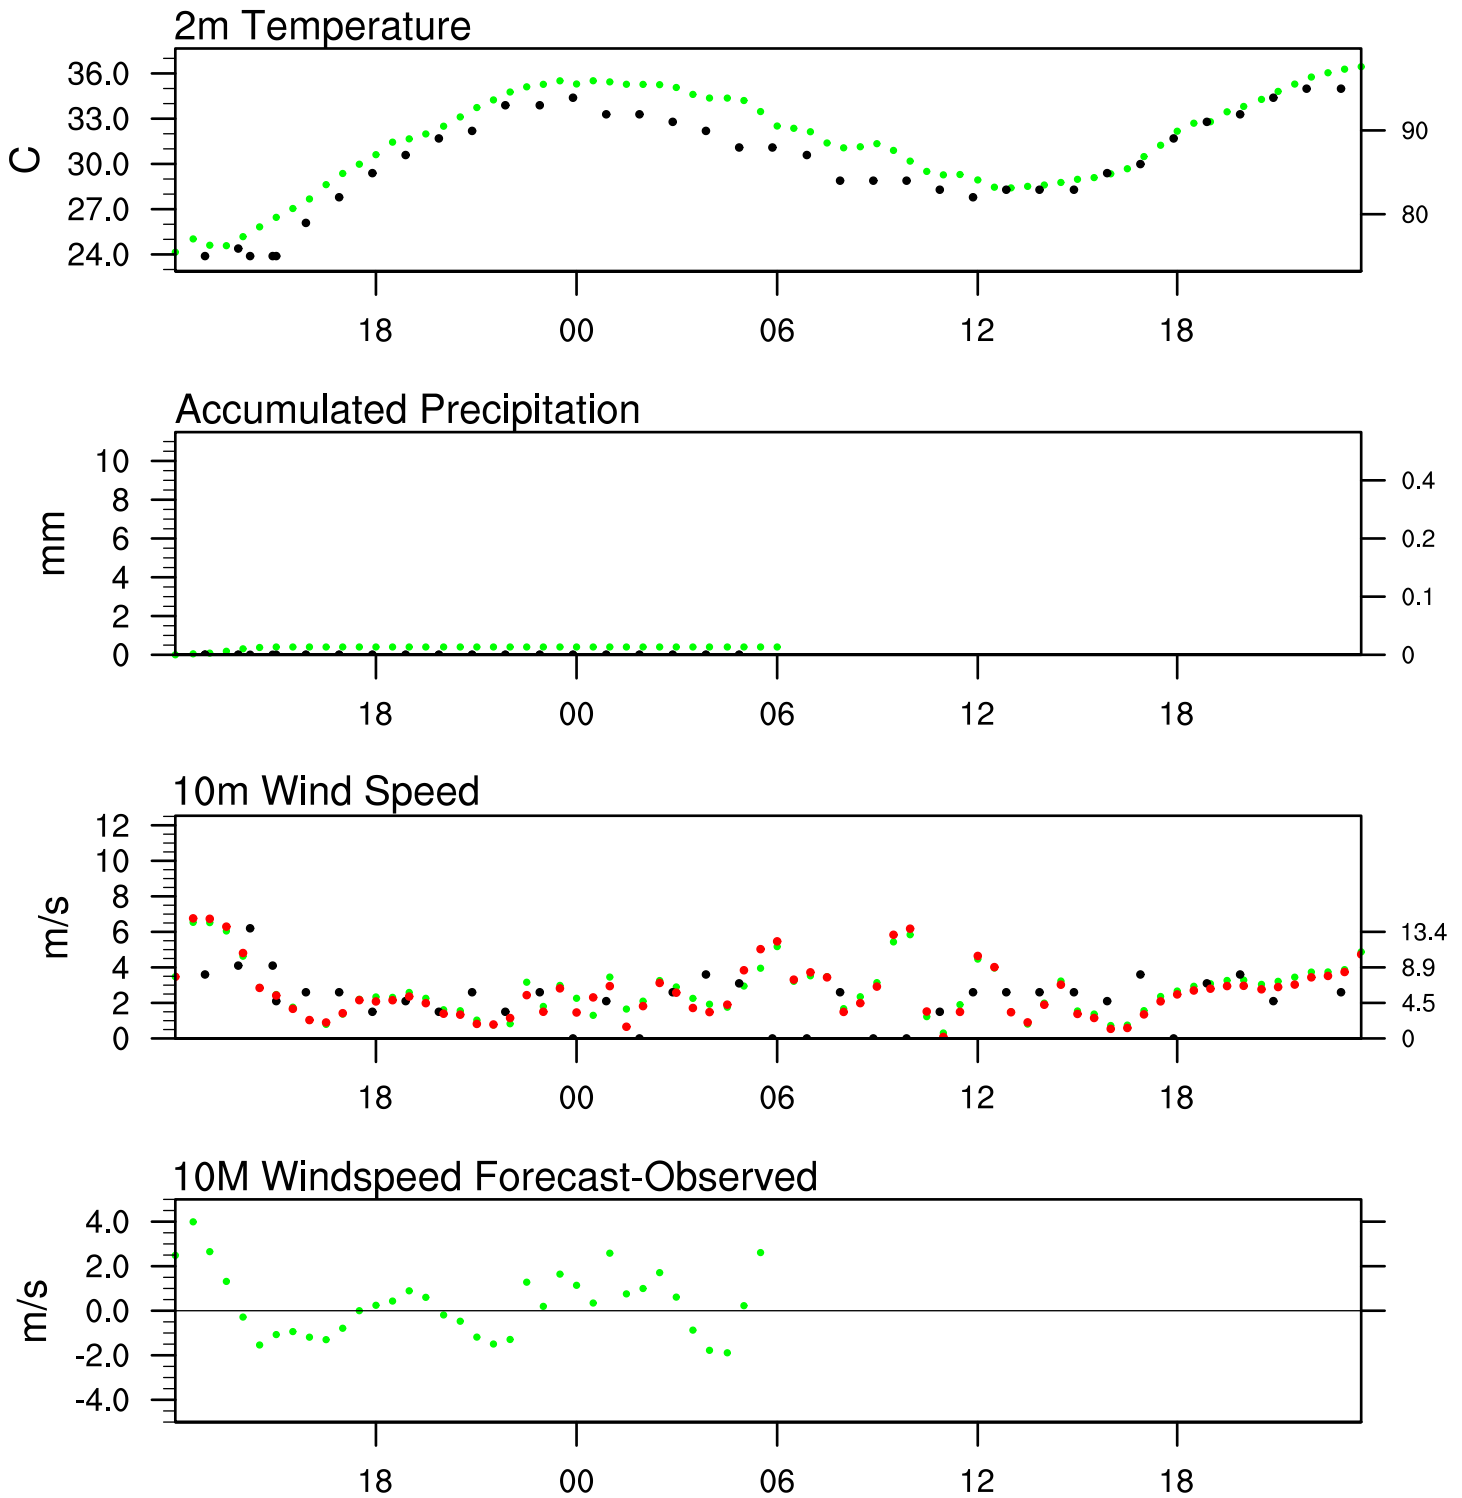 2m Temperature
36.0
33.0
90
30.0
C
27.0
80
24.0
18 00 06 12 18
Accumulated Precipitation
10
0.4
8
6
0.2
mm
4
0.1
2
0
0
18 00 06 12 18
10m Wind Speed
12
10
8
6
13.4
m/s
4
8.9
2
4.5
0
0
18 00 06 12 18
10M Windspeed Forecast-Observed
4.0
2.0
0.0
m/s
-2.0
-4.0
18 00 06 12 18